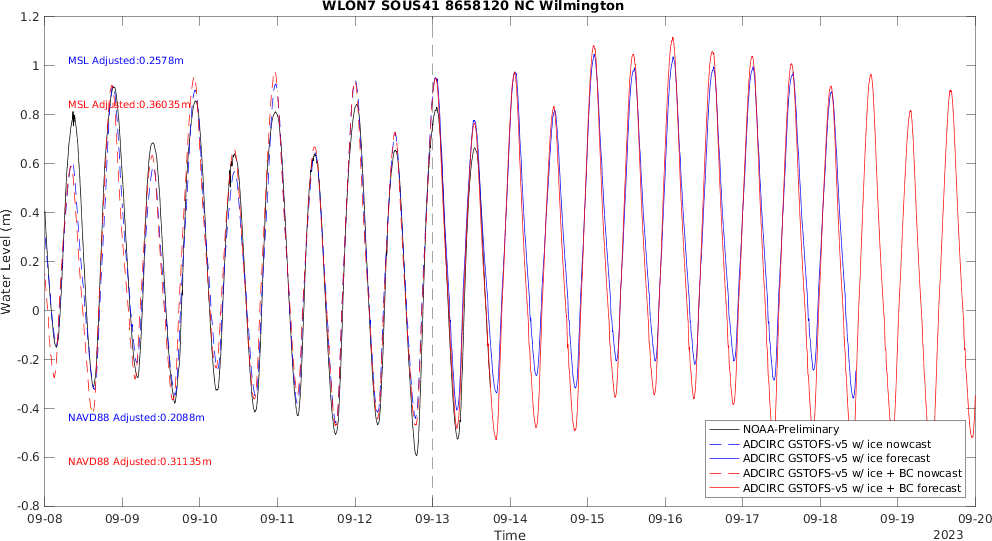 WLON7 SOUS41 8658120 NC Wilmington
1.2
1
0.8
0.6
0.4
0.2
0
-0.2
-0.4
-0.6
-0.8
Water Level (m)
MSL Adjusted:0.2578m
MSL Adjusted:0.36035m
NAVD88 Adjusted:0.2088m
NAVD88 Adjusted:0.31135m
NOAA-Preliminary
ADCIRC GSTOFS-v5 w/ ice nowcast
ADCIRC GSTOFS-v5 w/ ice forecast
ADCIRC GSTOFS-v5 w/ ice + BC nowcast
ADCIRC GSTOFS-v5 w/ ice + BC forecast
09-08 09-09 09-10 09-11 09-12 09-13 09-14 09-15 09-16 09-17 09-18 09-19 09-20
Time
2023